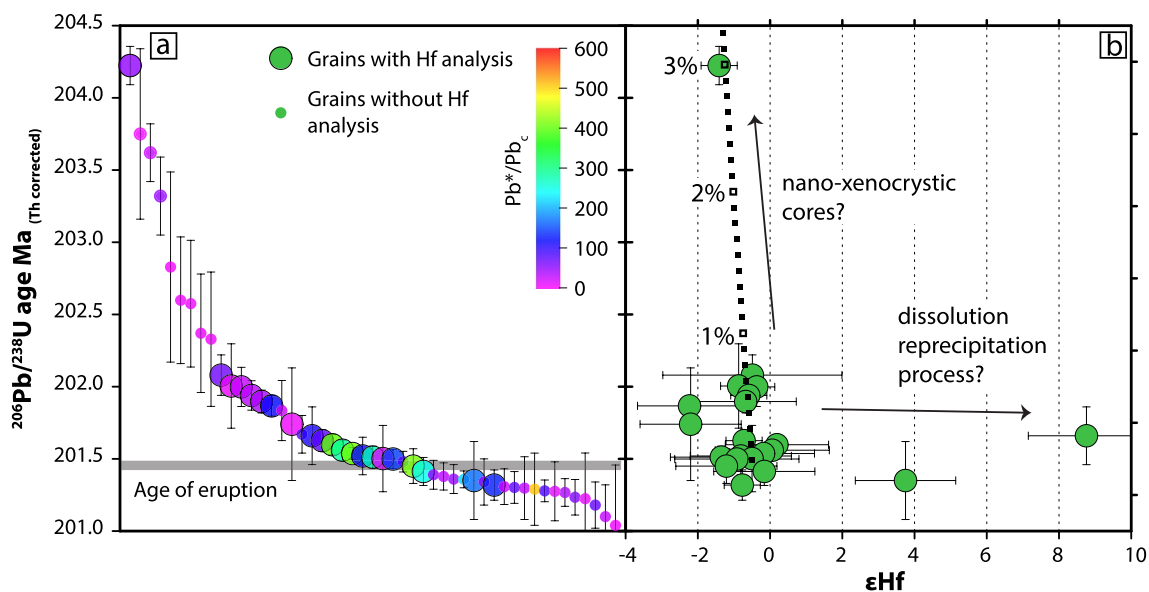 a
b
204.5
204.0
203.5
203.0
202.5
202.0
201.5
201.0
206Pb/238U age Ma (Th corrected)
Grains with Hf analysis
Grains without Hf
analysis
Pb*/Pbc
600
500
400
300
200
100
0
Age of eruption
3%
2%
1%
nano-xenocrystic
cores?
dissolution
reprecipitation
process?
-4
-2
0
2
4
6
8
10
εHf